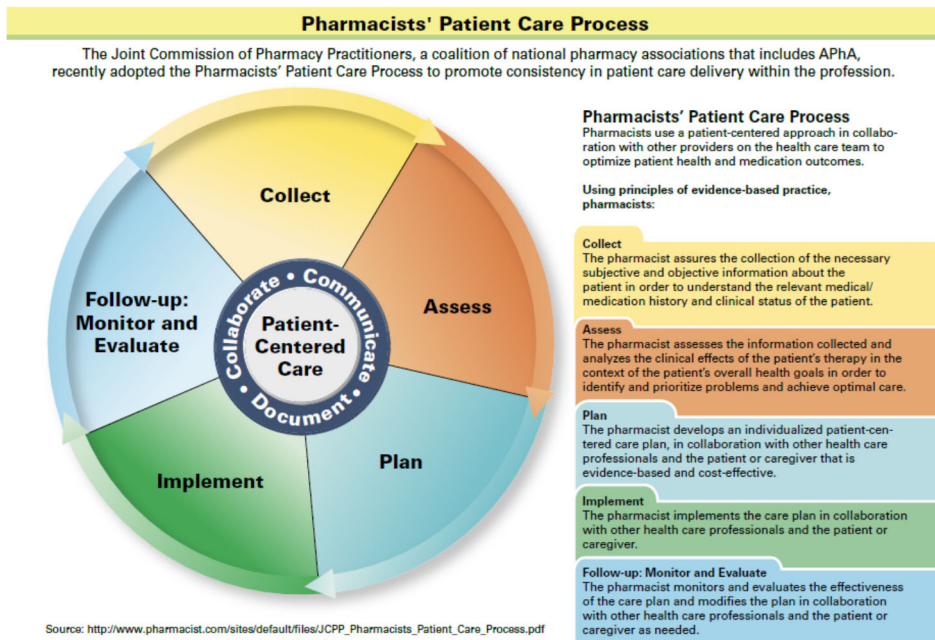 Pharmacists' Patient Care Process
The Joint Commission of Pharmacy Practitioners, a coalition of national pharmacy associations that includes APhA,
recently adopted the Pharmacists' Patient Care Process to promote consistency in patient care delivery within the profession.
Collect
Assess
Plan
Implement
Follow-up:
Monitor and
Evaluate
Collaborate • Communicate • Document •
Patient-
Centered
Care
Pharmacists' Patient Care Process
Pharmacists use a patient-centered approach in collabo-
ration with other providers on the health care team to
optimize patient health and medication outcomes.
Using principles of evidence-based practice,
pharmacists:
Collect
The pharmacist assures the collection of the necessary
subjective and objective information about the
patient in order to understand the relevant medical/
medication history and clinical status of the patient.
Assess
The pharmacist assesses the information collected and
analyzes the clinical effects of the patient's therapy in the
context of the patient's overall health goals in order to
identify and prioritize problems and achieve optimal care.
Plan
The pharmacist develops an individualized patient-cen-
tered care plan, in collaboration with other health care
professionals and the patient or caregiver that is
evidence-based and cost-effective.
Implement
The pharmacist implements the care plan in collaboration
with other health care professionals and the patient or
caregiver.
Follow-up: Monitor and Evaluate
The pharmacist monitors and evaluates the effectiveness
of the care plan and modifies the plan in collaboration
with other health care professionals and the patient or
caregiver as needed.
Source: http://www.pharmacist.com/sites/default/files/JCPP_Pharmacists_Patient_Care_Process.pdf